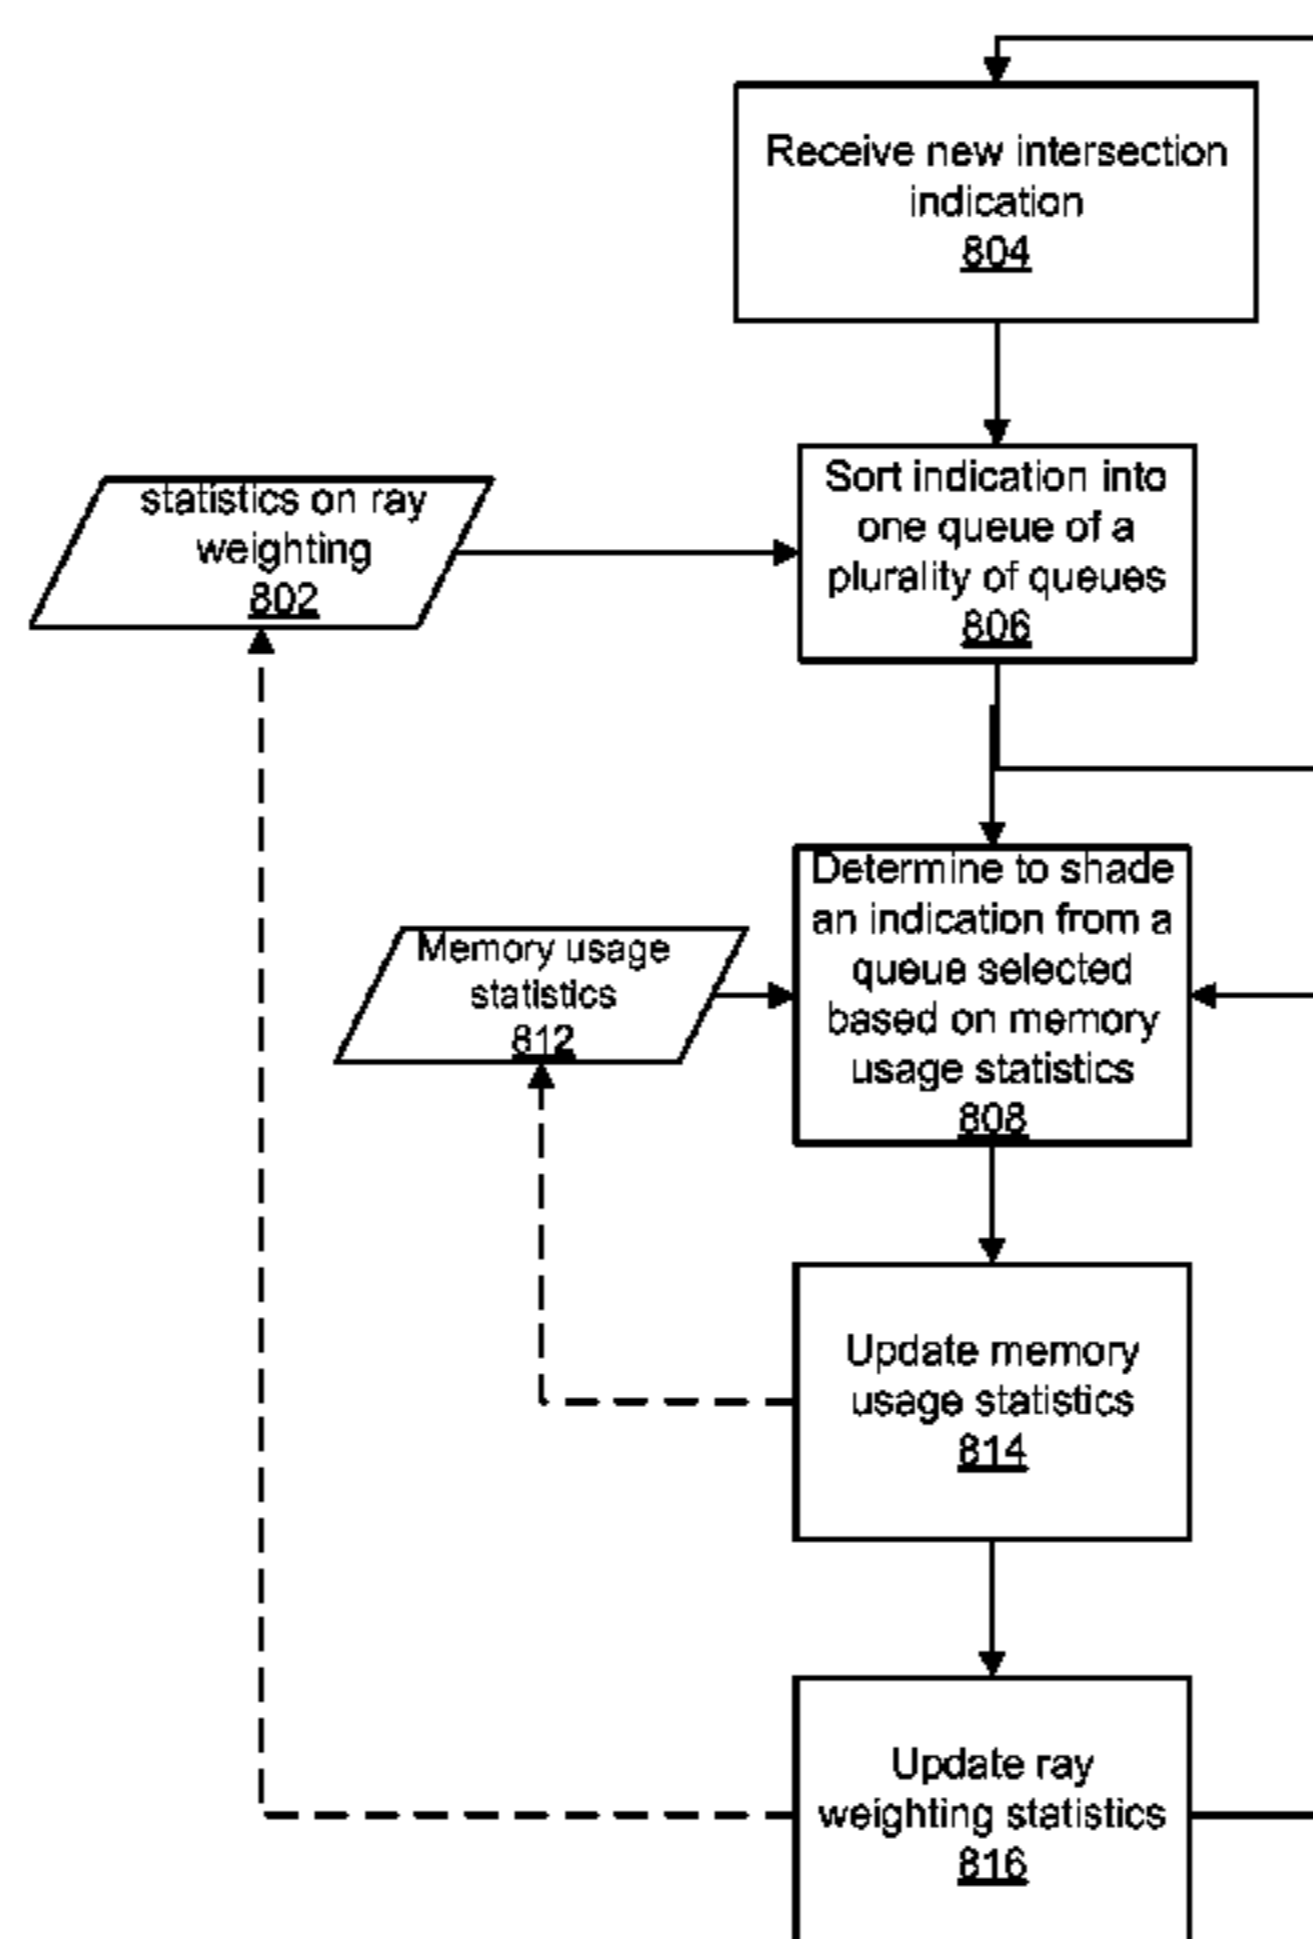 Receive new intersection
indication
804
statistics on ray
weighting
802
Sort indication into
one queue of a
plurality of queues
806
Memory usage
statistics
812
Determine to shade
an indication from a
queue selected
based on memory
usage statistics
808
Update memory
usage statistics
814
Update ray
weighting statistics
816